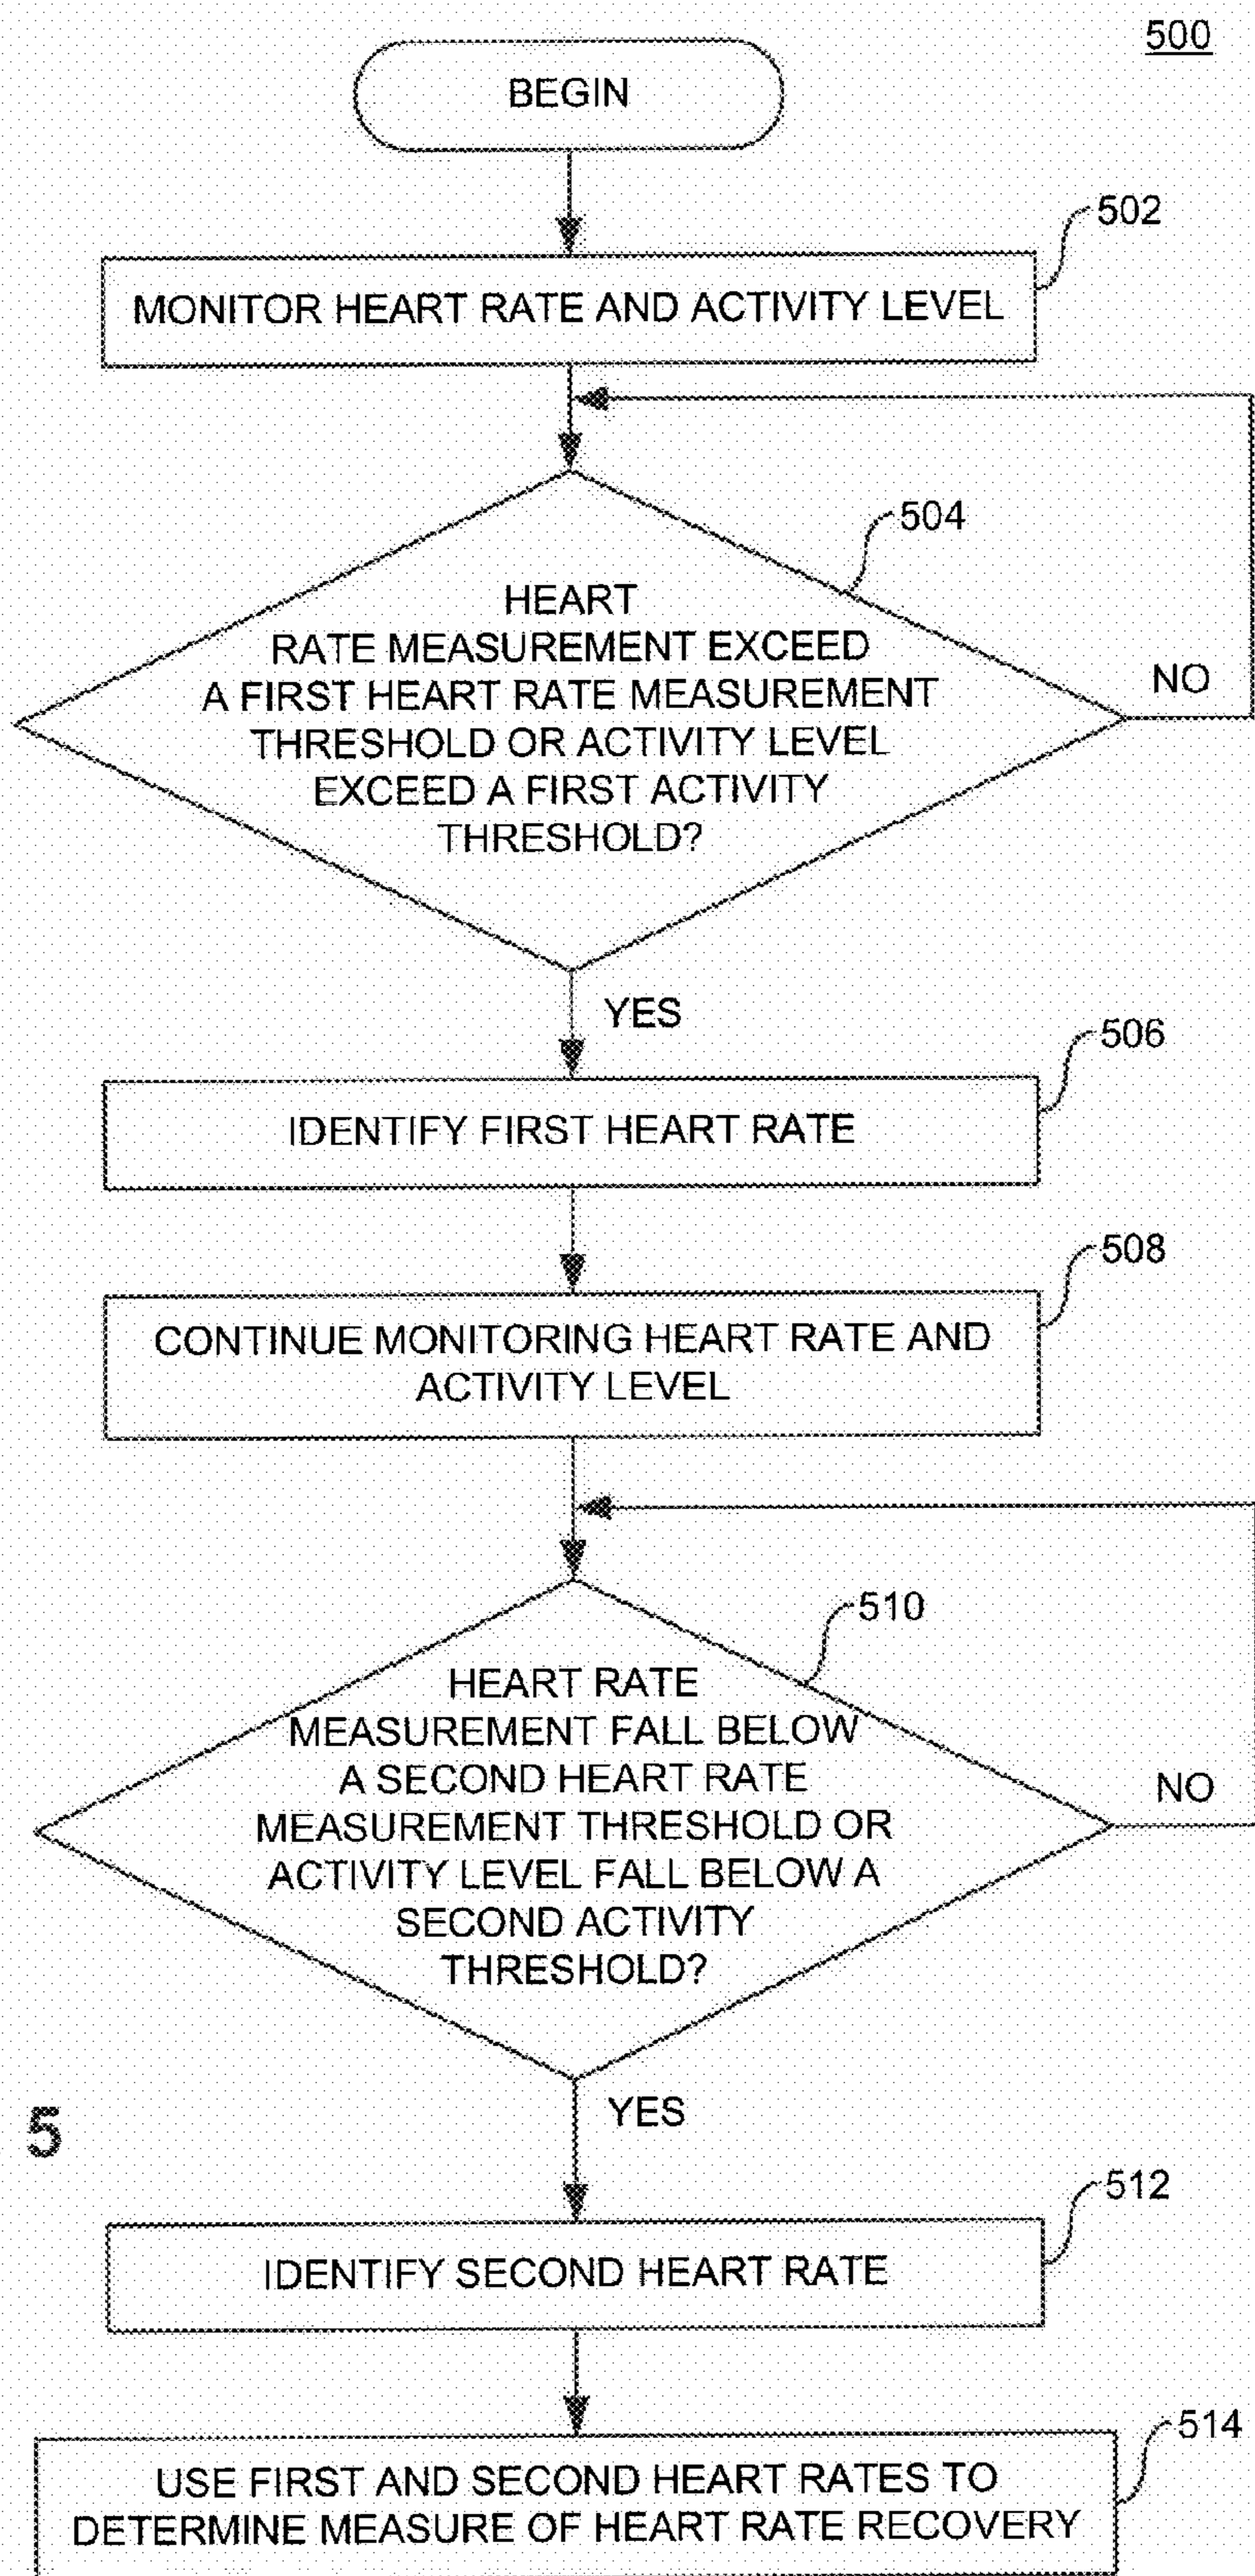 500
BEGIN
502
MONITOR HEART RATE AND ACTIVITY LEVEL
504
HEART
RATE MEASUREMENT EXCEED
A FIRST HEART RATE MEASUREMENT
THRESHOLD OR ACTIVITY LEVEL
EXCEED A FIRST ACTIVITY
THRESHOLD?
NO
YES
506
IDENTIFY FIRST HEART RATE
508
CONTINUE MONITORING HEART RATE AND
ACTIVITY LEVEL
510
HEART RATE
MEASUREMENT FALL BELOW
A SECOND HEART RATE
MEASUREMENT THRESHOLD OR
ACTIVITY LEVEL FALL BELOW A
SECOND ACTIVITY
THRESHOLD?
NO
YES
5
512
IDENTIFY SECOND HEART RATE
514
USE FIRST AND SECOND HEART RATES TO
DETERMINE MEASURE OF HEART RATE RECOVERY